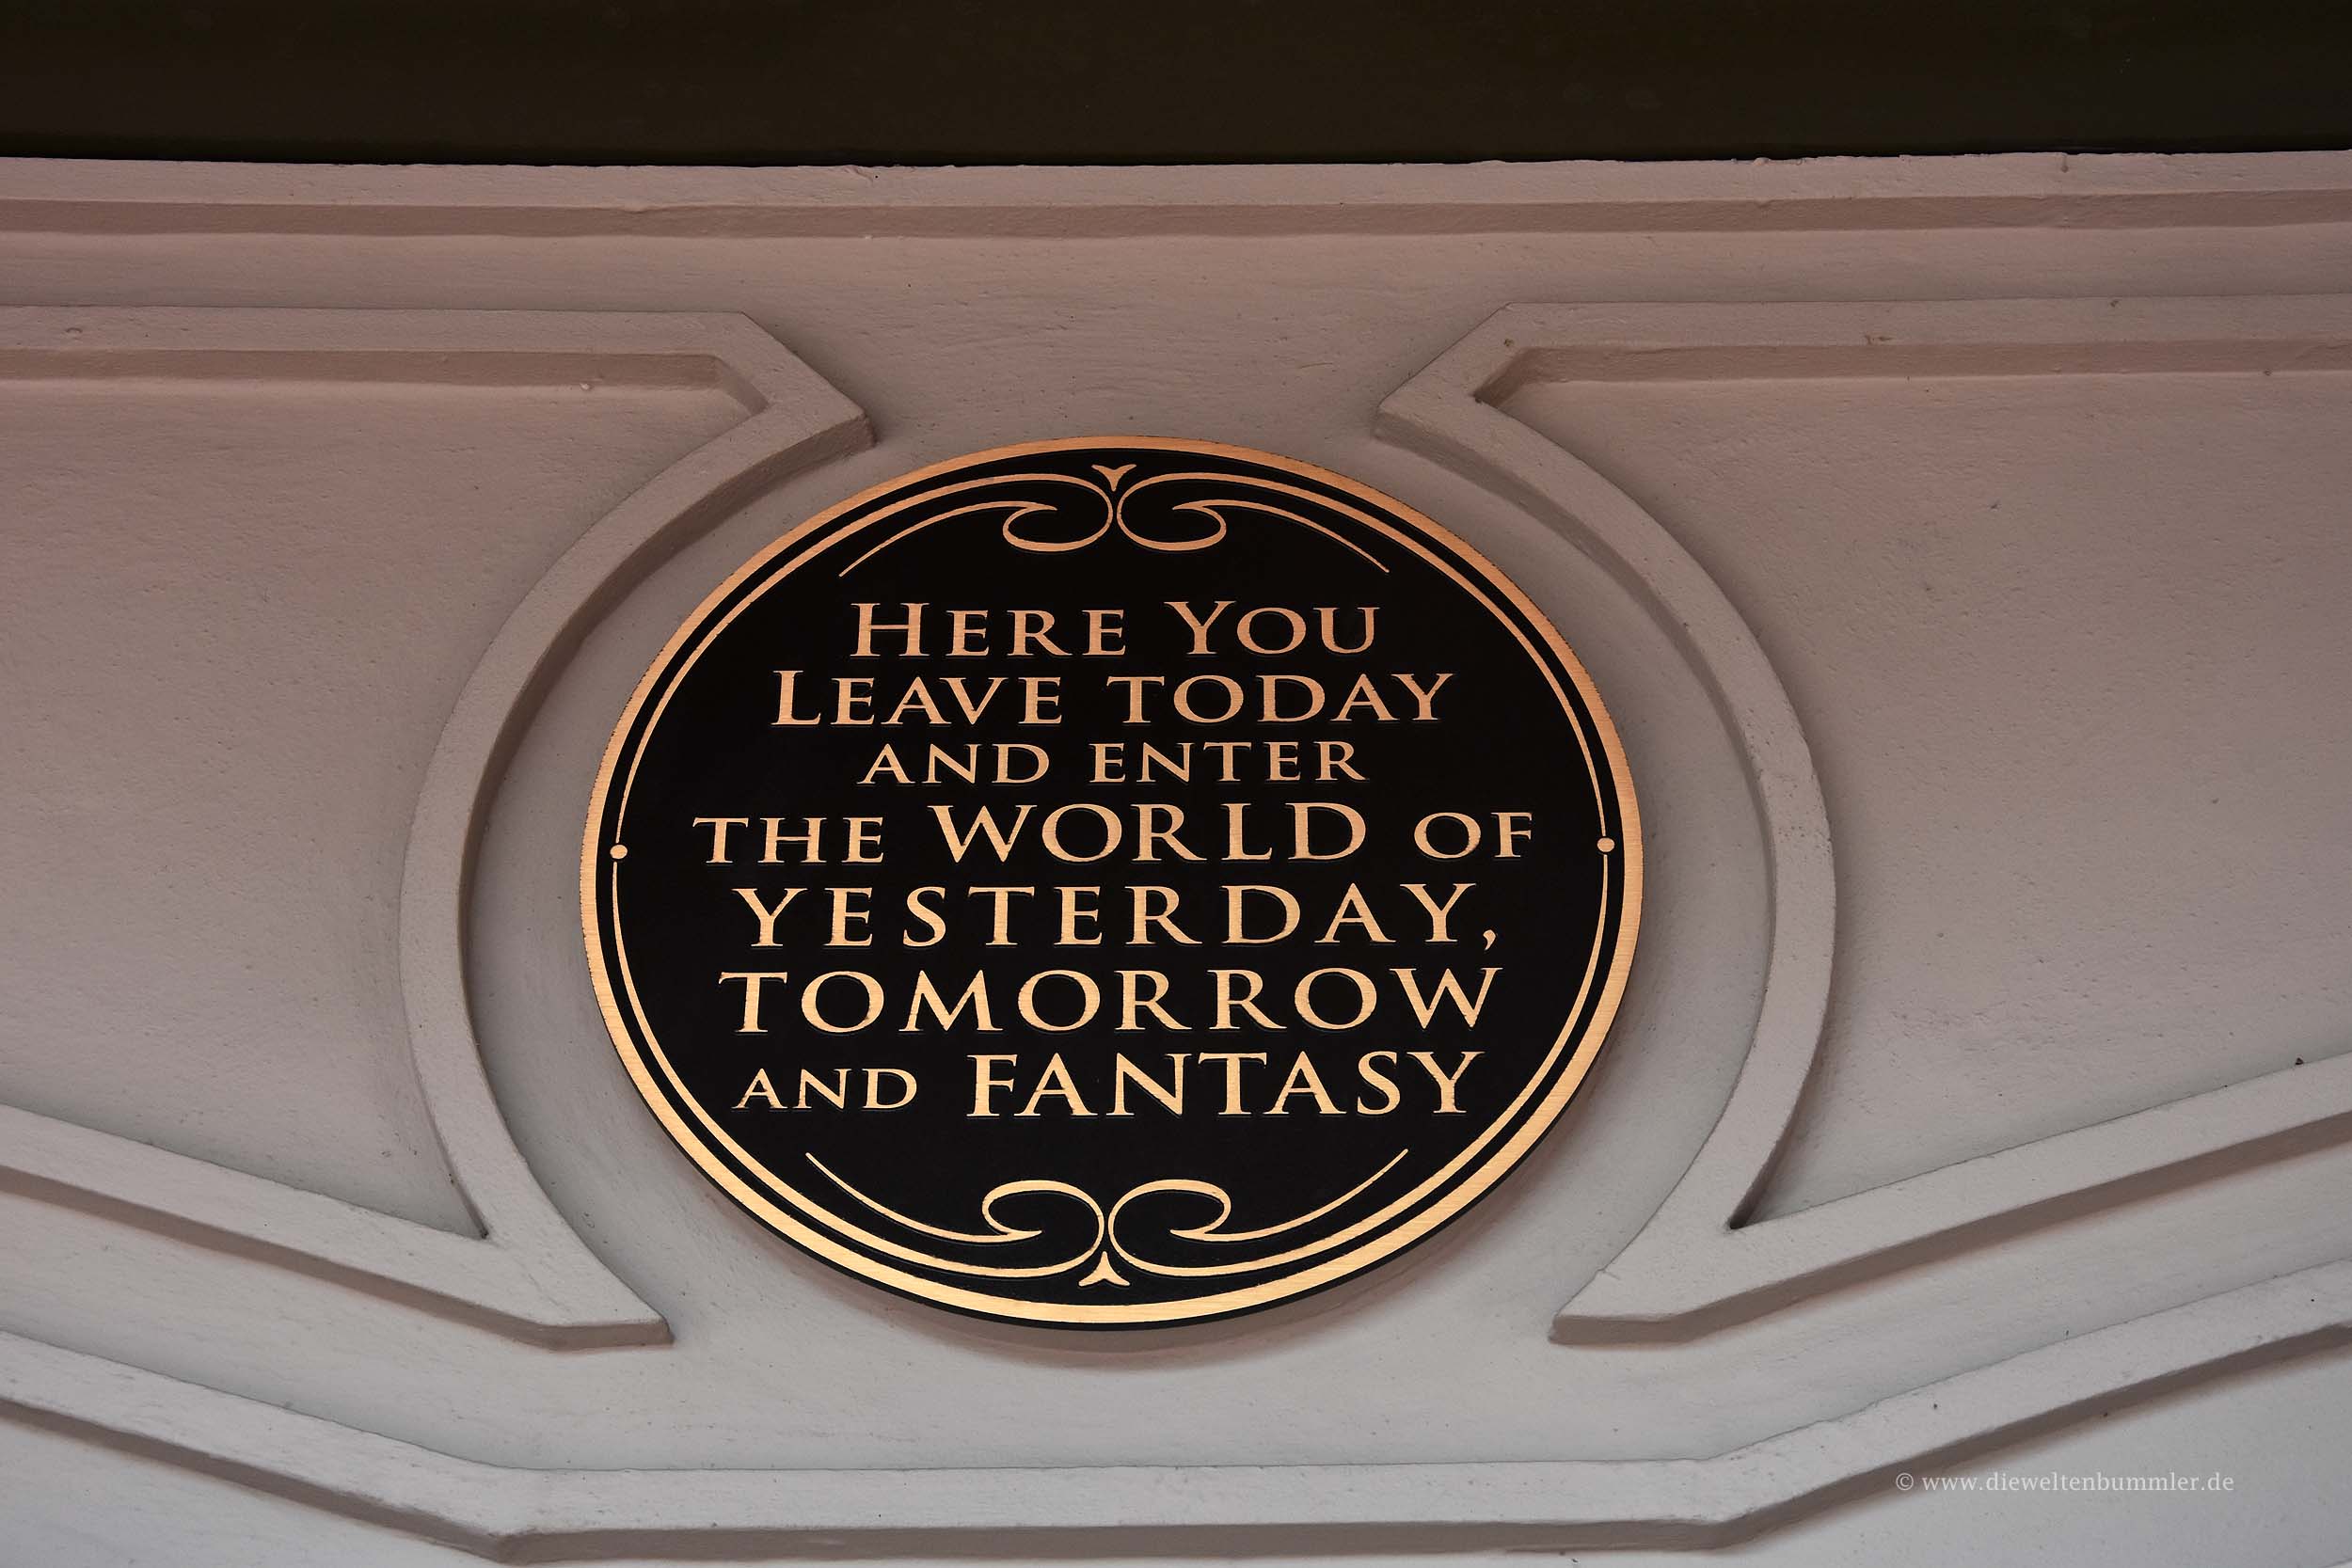 HERE YOU
LEAVE TODAY
AND ENTER
THE WORLD OF
YESTERDAY,
TOMORROW
AND FANTASY
© www.dieweltenbummler.de